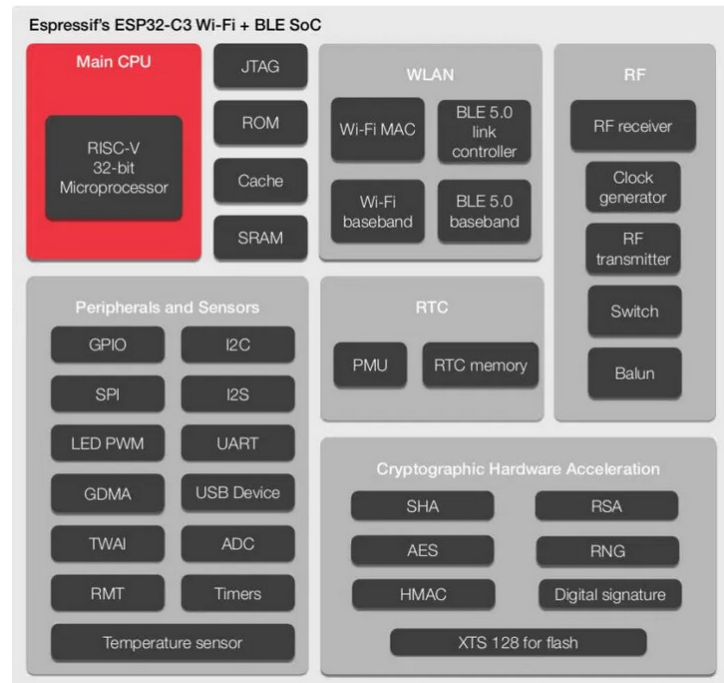 Espressif's ESP32-C3 Wi-Fi + BLE SoC
Main CPU
RISC-V
32-bit
Microprocessor
JTAG
ROM
Cache
SRAM
WLAN
Wi-Fi MAC
BLE 5.0
link
controller
Wi-Fi
baseband
BLE 5.0
baseband
RF
RF receiver
Clock
generator
RF
transmitter
Switch
Balun
Peripherals and Sensors
GPIO
I2C
SPI
I2S
LED PWM
UART
GDMA
USB Device
TWAI
ADC
RMT
Timers
Temperature sensor
RTC
PMU
RTC memory
Cryptographic Hardware Acceleration
SHA
RSA
AES
RNG
HMAC
Digital signature
XTS 128 for flash